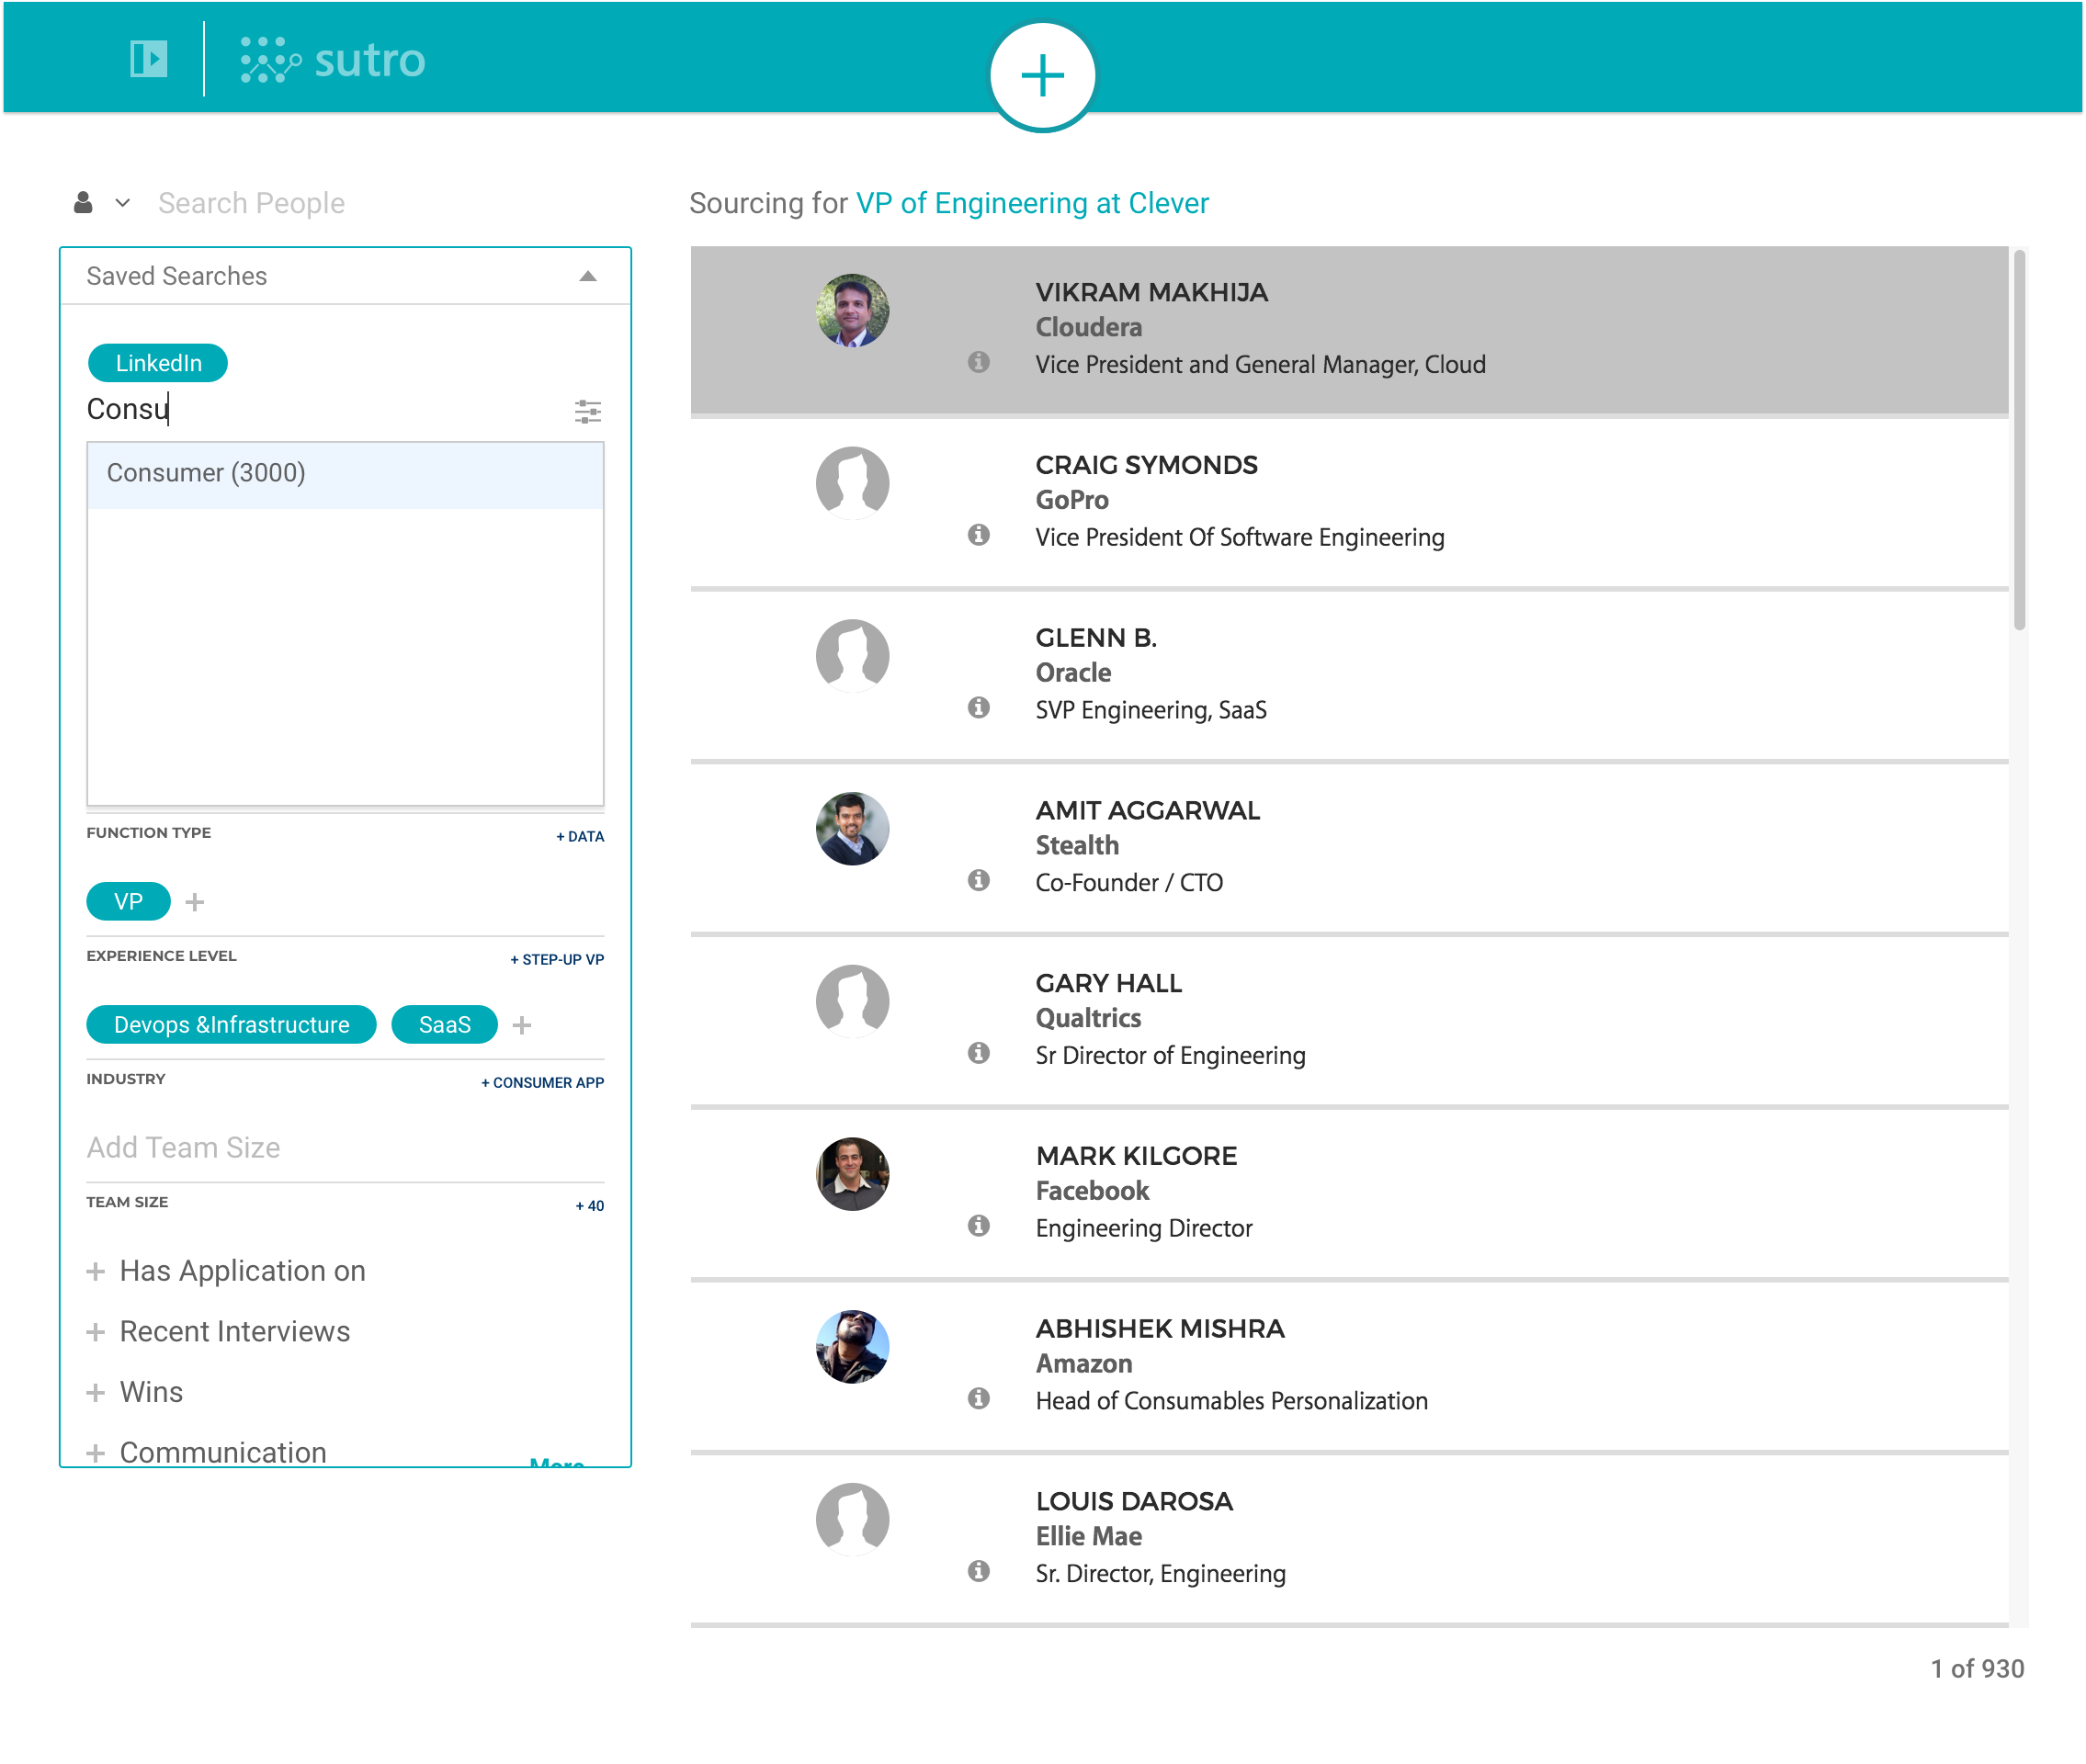 sutro
Search People
Saved Searches
LinkedIn
Consu
Consumer (3000)
FUNCTION TYPE
+ DATA
VP
EXPERIENCE LEVEL
+ STEP-UP VP
Devops &Infrastructure
SaaS
INDUSTRY
+ CONSUMER APP
Add Team Size
TEAM SIZE
+ 40
Has Application on
Recent Interviews
Wins
Communication
More
Sourcing for VP of Engineering at Clever
VIKRAM MAKHIJA
Cloudera
Vice President and General Manager, Cloud
CRAIG SYMONDS
GoPro
Vice President Of Software Engineering
GLENN B.
Oracle
SVP Engineering, SaaS
AMIT AGGARWAL
Stealth
Co-Founder / CTO
GARY HALL
Qualtrics
Sr Director of Engineering
MARK KILGORE
Facebook
Engineering Director
ABHISHEK MISHRA
Amazon
Head of Consumables Personalization
LOUIS DAROSA
Ellie Mae
Sr. Director, Engineering
1 of 930